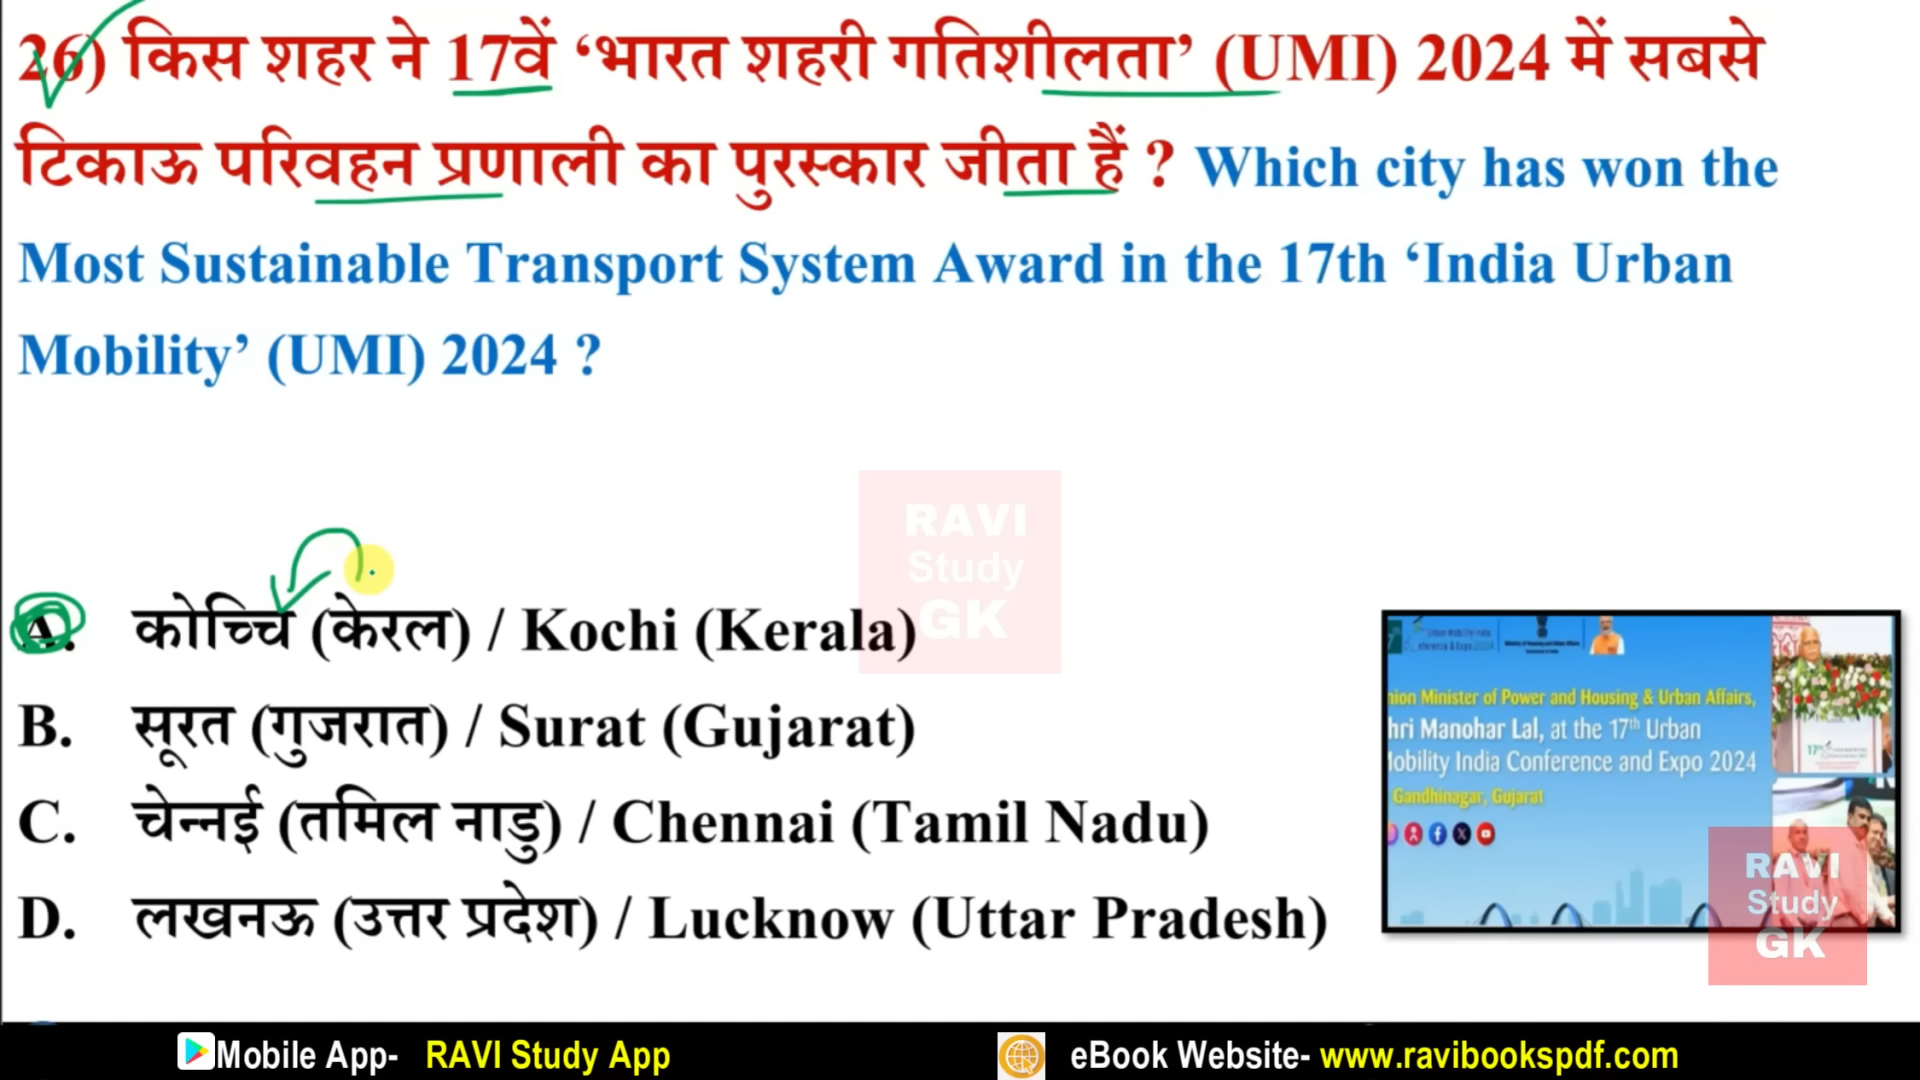 26) किस शहर ने 17वें ‘भारत शहरी गतिशीलता’ (UMI) 2024 में सबसे
टिकाऊ परिवहन प्रणाली का पुरस्कार जीता हैं ? Which city has won the
Most Sustainable Transport System Award in the 17th ‘India Urban
Mobility’ (UMI) 2024 ?
RAVI
Study
GK
A. कोच्चि (केरल) / Kochi (Kerala)
B. सूरत (गुजरात) / Surat (Gujarat)
C. चेन्नई (तमिल नाडु) / Chennai (Tamil Nadu)
D. लखनऊ (उत्तर प्रदेश) / Lucknow (Uttar Pradesh)
nion Minister of Power and Housing & Urban Affairs,
hri Manohar Lal, at the 17th Urban
Mobility India Conference and Expo 2024
Gandhinagar, Gujarat
17th
RAVI
Study
GK
Mobile App- RAVI Study App
eBook Website- www.ravibookspdf.com